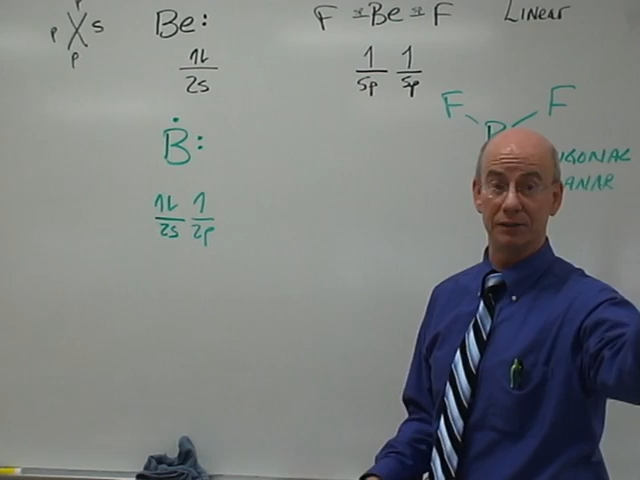 p
p X s
p
Be:
1L
2s
F - Be - F Linear
1 1
sp sp
F F
B
B:
1L 1
2s 2p